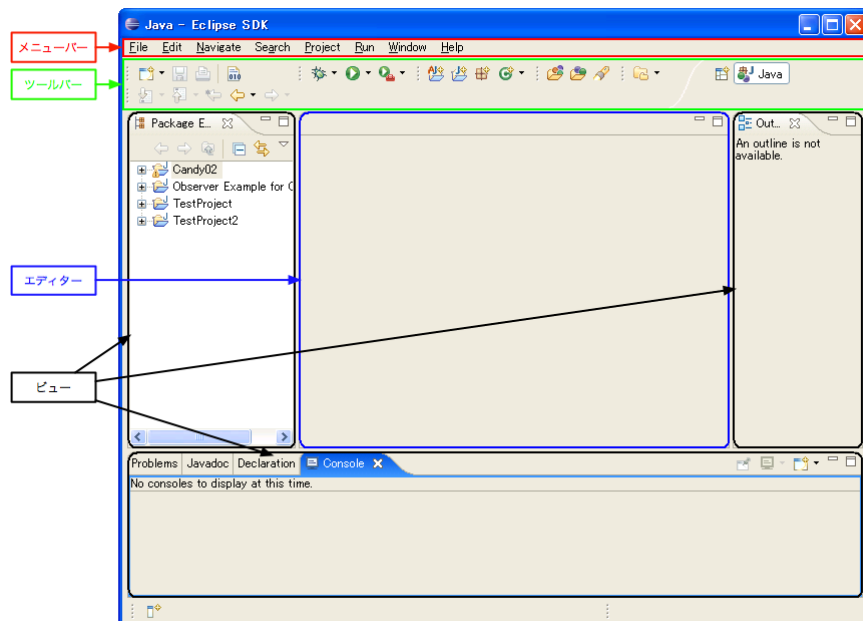 Java - Eclipse SDK
メニューバー
File Edit Navigate Search Project Run Window Help
ツールバー
Java
Package E...
Out...
An outline is not
available.
Candy02
Observer Example for C
TestProject
TestProject2
エディター
ビュー
Problems Javadoc Declaration Console
No consoles to display at this time.